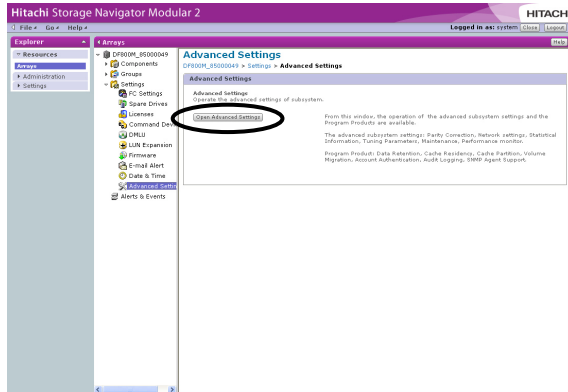 Hitachi Storage Navigator Modular 2
HITACH
Go Help
Logged in as: system Close Logout
Explorer
Resources
Arrays
Administration
Settings
Arrays
Help
DF800M_85000049
Components
Groups
Settings
FC Settings
Spare Drives
Licenses
Command Dev
DMLU
LUN Expansion
Firmware
E-mail Alert
Date & Time
Advanced Settin
Alerts & Events
Advanced Settings
DF800M_85000049 > Settings > Advanced Settings
Advanced Settings
Advanced Settings
Operate the advanced settings of subsystem.
Open Advanced Settings
From this window, the operation of the advanced subsystem settings and the
Program Products are available.
The advanced subsystem settings: Parity Correction, Network settings, Statistical
Information, Tuning Parameters, Maintenance, Performance monitor.
Program Product: Data Retention, Cache Residency, Cache Partition, Volume
Migration, Account Authentication, Audit Logging, SNMP Agent Support